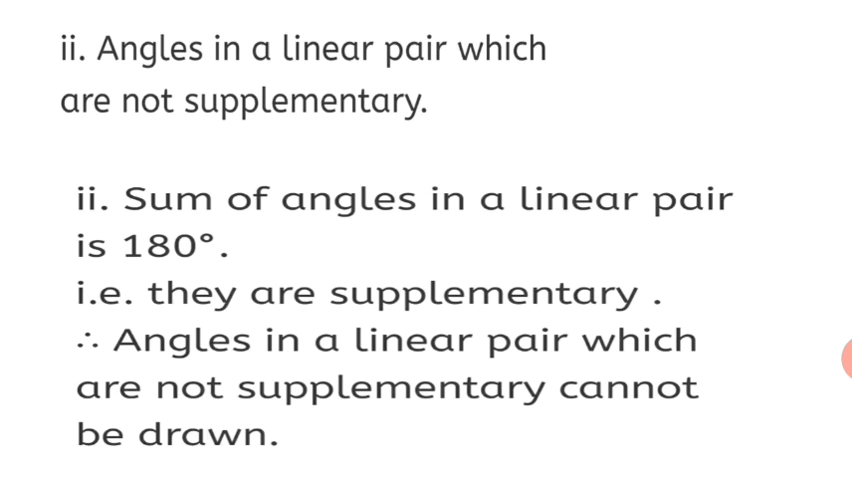 ii. Angles in a linear pair which
are not supplementary.
ii. Sum of angles in a linear pair
is 180°.
i.e. they are supplementary .
∴ Angles in a linear pair which
are not supplementary cannot
be drawn.